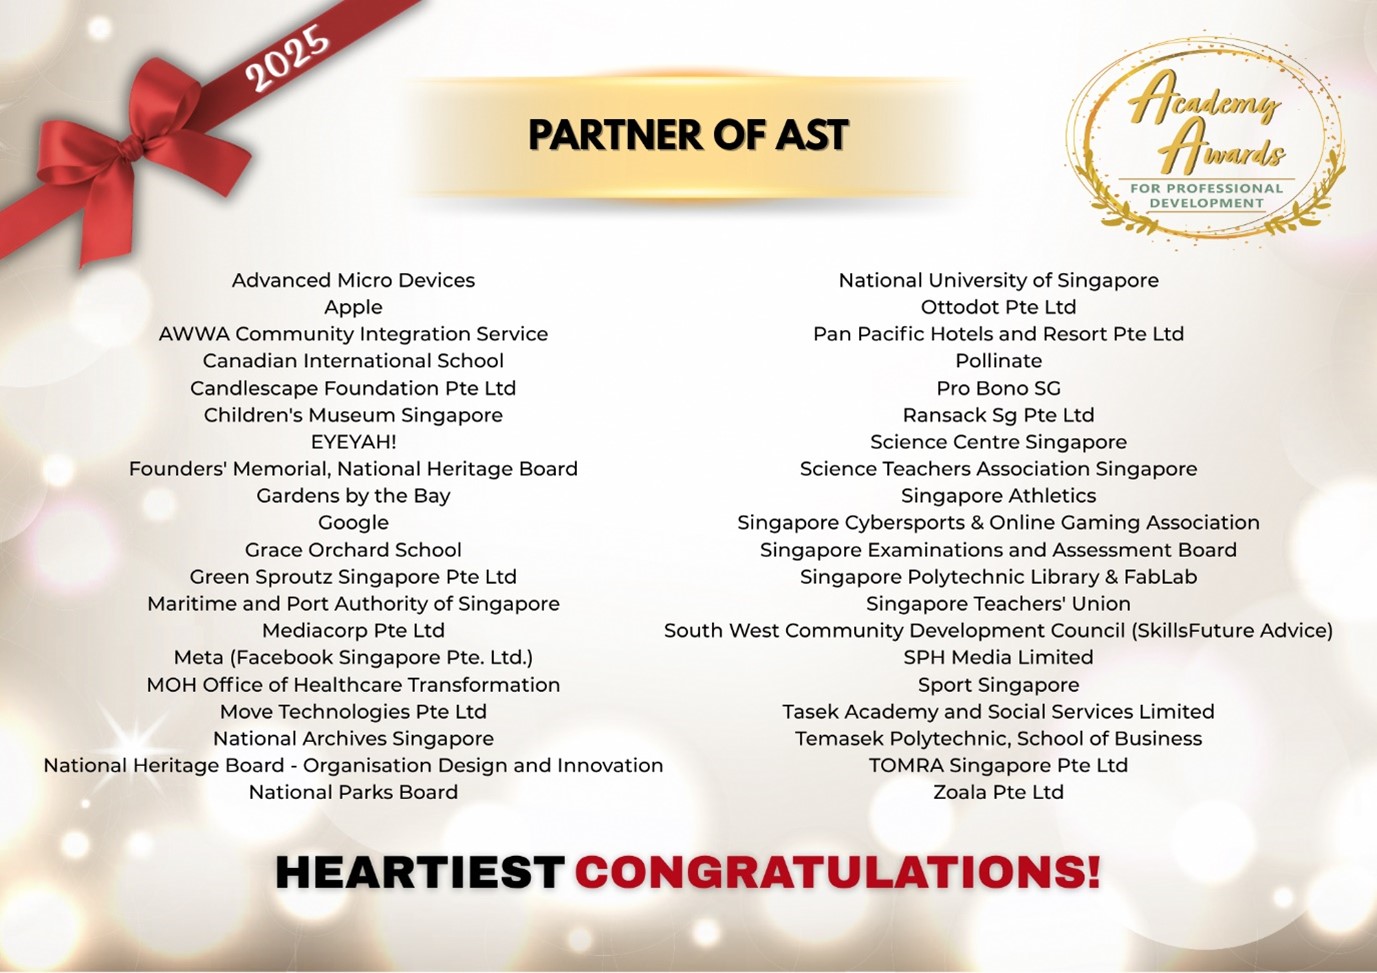 2025
PARTNER OF AST
Academy
Awards
FOR PROFESSIONAL
DEVELOPMENT
Advanced Micro Devices
Apple
AWWA Community Integration Service
Canadian International School
Candlescape Foundation Pte Ltd
Children's Museum Singapore
EYEYAH!
Founders' Memorial, National Heritage Board
Gardens by the Bay
Google
Grace Orchard School
Green Sproutz Singapore Pte Ltd
Maritime and Port Authority of Singapore
Mediacorp Pte Ltd
Meta (Facebook Singapore Pte. Ltd.)
MOH Office of Healthcare Transformation
Move Technologies Pte Ltd
National Archives Singapore
National Heritage Board - Organisation Design and Innovation
National Parks Board
National University of Singapore
Ottodot Pte Ltd
Pan Pacific Hotels and Resort Pte Ltd
Pollinate
Pro Bono SG
Ransack Sg Pte Ltd
Science Centre Singapore
Science Teachers Association Singapore
Singapore Athletics
Singapore Cybersports & Online Gaming Association
Singapore Examinations and Assessment Board
Singapore Polytechnic Library & FabLab
Singapore Teachers' Union
South West Community Development Council (SkillsFuture Advice)
SPH Media Limited
Sport Singapore
Tasek Academy and Social Services Limited
Temasek Polytechnic, School of Business
TOMRA Singapore Pte Ltd
Zoala Pte Ltd
HEARTIEST CONGRATULATIONS!